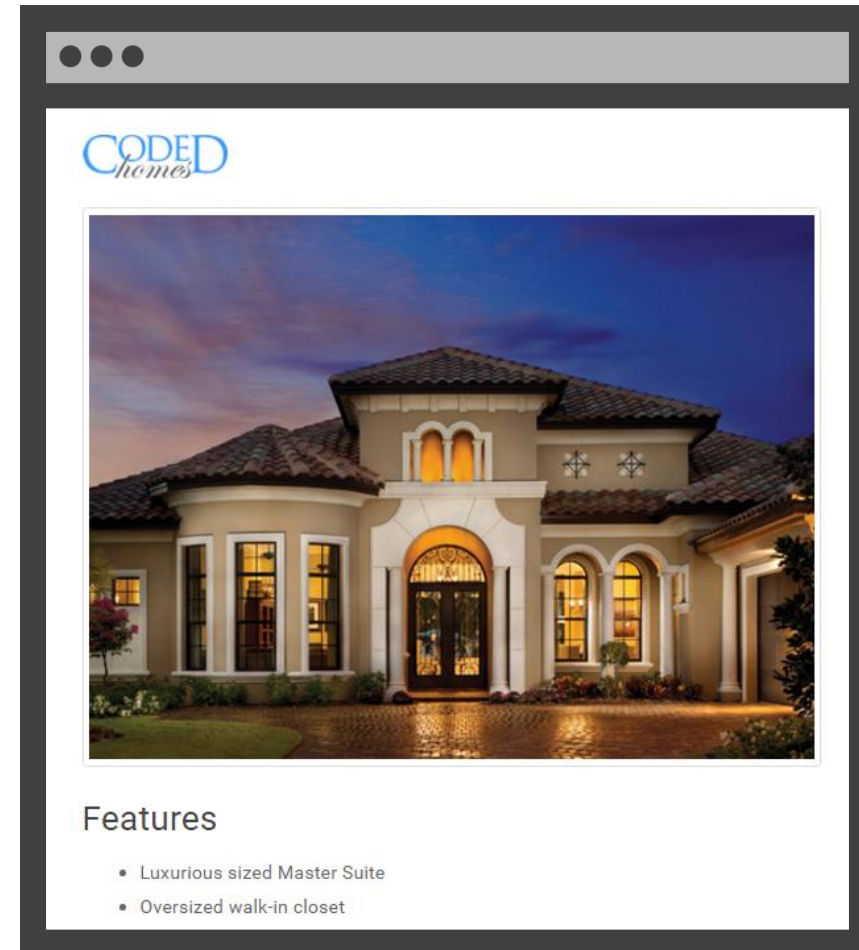 CODED
homes
Features
Luxurious sized Master Suite
Oversized walk-in closet